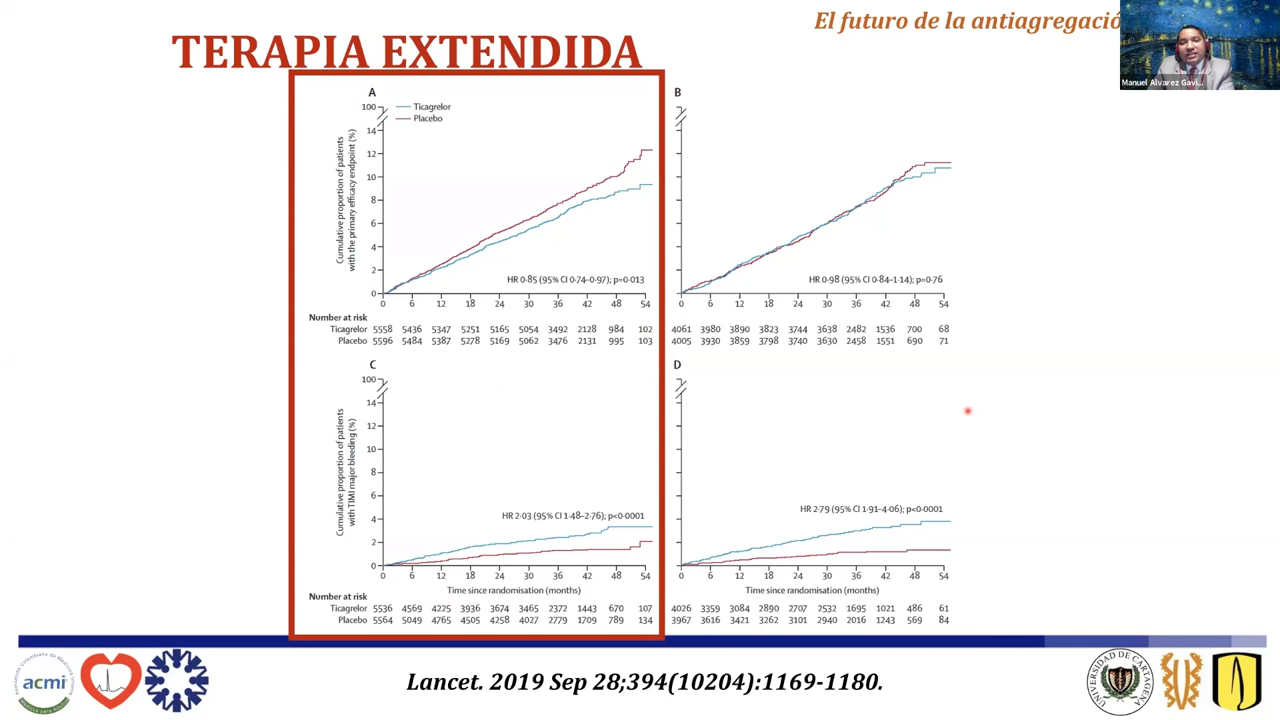 El futuro de la antiagregació
TERAPIA EXTENDIDA
Manuel Alvarez Gavi...
A
Ticagrelor
Placebo
Cumulative proportion of patients
with the primary efficacy endpoint (%)
100
14
12
10
8
6
4
2
0
HR 0·85 (95% CI 0·74–0·97); p=0·013
0 6 12 18 24 30 36 42 48 54
Number at risk
Ticagrelor 5558 5436 5347 5251 5165 5054 3492 2128 984 102
Placebo 5596 5484 5387 5278 5169 5062 3476 2131 995 103
B
HR 0·98 (95% CI 0·84–1·14); p=0·76
0 6 12 18 24 30 36 42 48 54
4061 3980 3890 3823 3744 3638 2482 1536 700 68
4005 3930 3859 3798 3740 3630 2458 1551 690 71
C
Cumulative proportion of patients
with TIMI major bleeding (%)
100
14
12
10
8
6
4
2
0
HR 2·03 (95% CI 1·48–2·76); p<0·0001
0 6 12 18 24 30 36 42 48 54
Time since randomisation (months)
Number at risk
Ticagrelor 5536 4569 4225 3936 3674 3465 2372 1443 670 107
Placebo 5564 5049 4765 4505 4258 4027 2779 1709 789 134
D
HR 2·79 (95% CI 1·91–4·06); p<0·0001
0 6 12 18 24 30 36 42 48 54
Time since randomisation (months)
4026 3359 3084 2890 2707 2532 1695 1021 486 61
3967 3616 3421 3262 3101 2940 2016 1243 569 84
acmi
Asociación Colombiana de Medicina Interna
Lancet. 2019 Sep 28;394(10204):1169-1180.
UNIVERSIDAD DE CARTAGENA